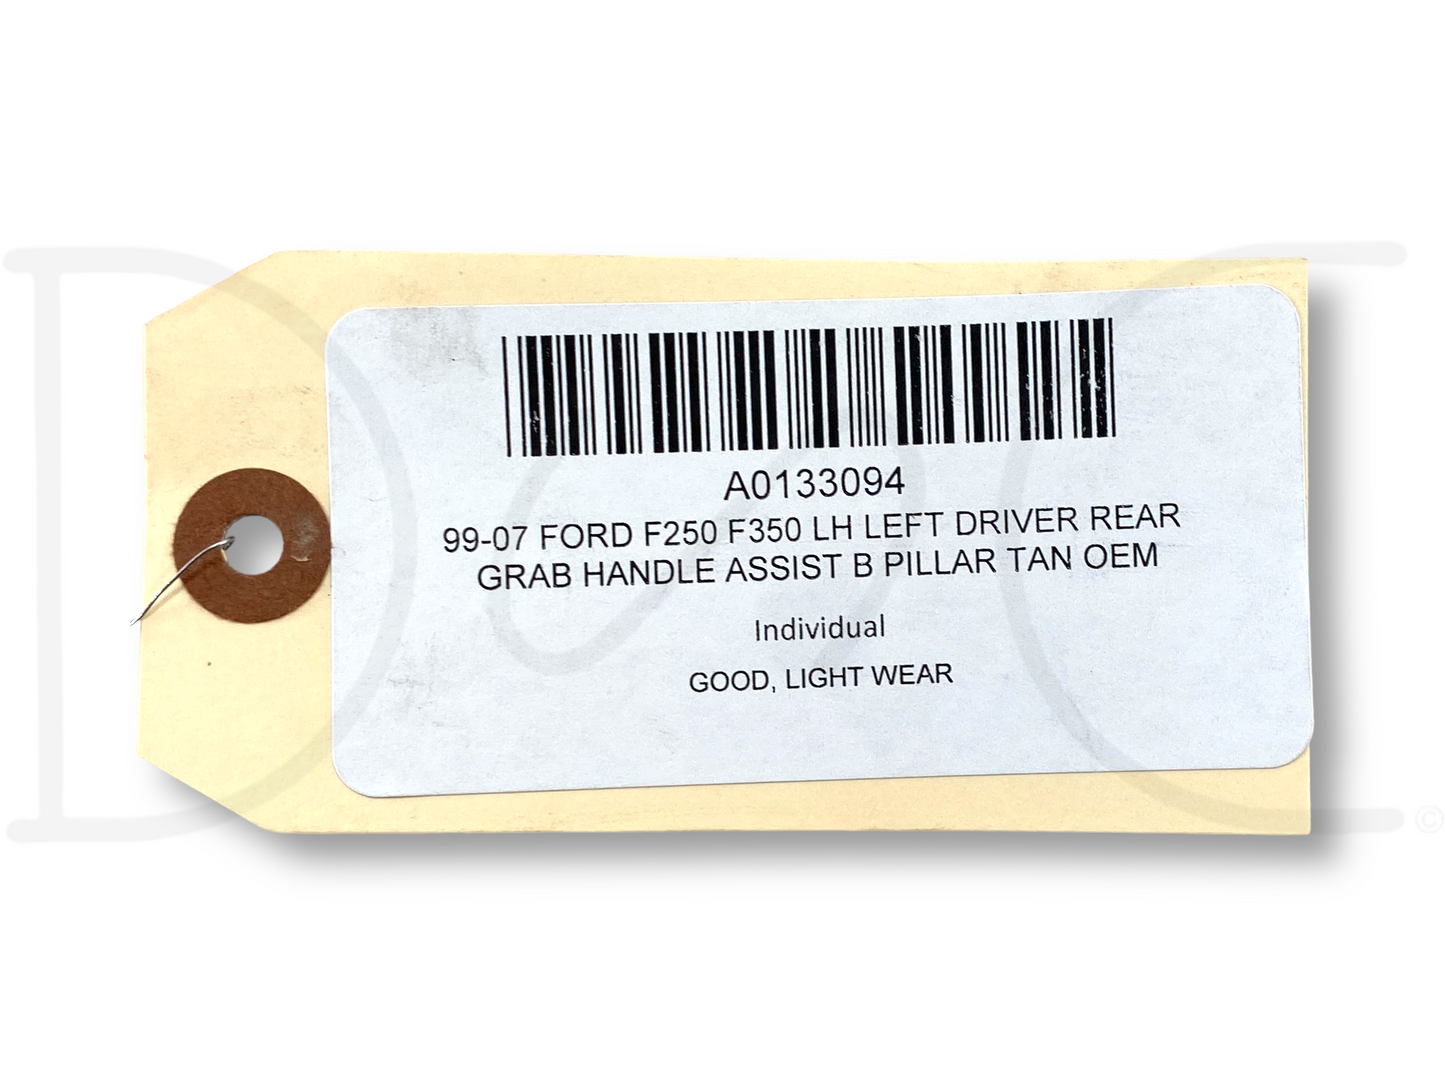 A0133094
99-07 FORD F250 F350 LH LEFT DRIVER REAR
GRAB HANDLE ASSIST B PILLAR TAN OEM
Individual
GOOD, LIGHT WEAR
D&C ©